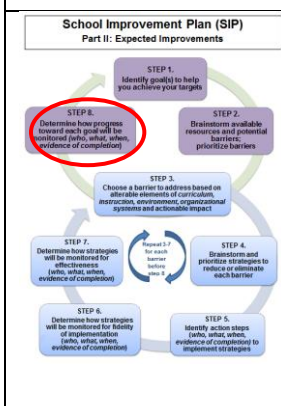 School Improvement Plan (SIP)
Part II: Expected Improvements
STEP 1.
Identify goal(s) to help
you achieve your targets
STEP 8.
Determine how progress
toward each goal will be
monitored (who, what, when,
evidence of completion)
STEP 2.
Brainstorm available
resources and potential
barriers;
prioritize barriers
STEP 3.
Choose a barrier to address based on
alterable elements of curriculum,
instruction, environment, organizational
systems and actionable impact
STEP 7.
Determine how strategies
will be monitored for
effectiveness
(who, what, when,
evidence of completion)
Repeat 3-7
for each
barrier
before
step 8
STEP 4.
Brainstorm and
prioritize strategies to
reduce or eliminate
each barrier
STEP 6.
Determine how strategies
will be monitored for fidelity
of implementation
(who, what, when,
evidence of completion)
STEP 5.
Identify action steps
(who, what, when,
evidence of completion) to
implement strategies